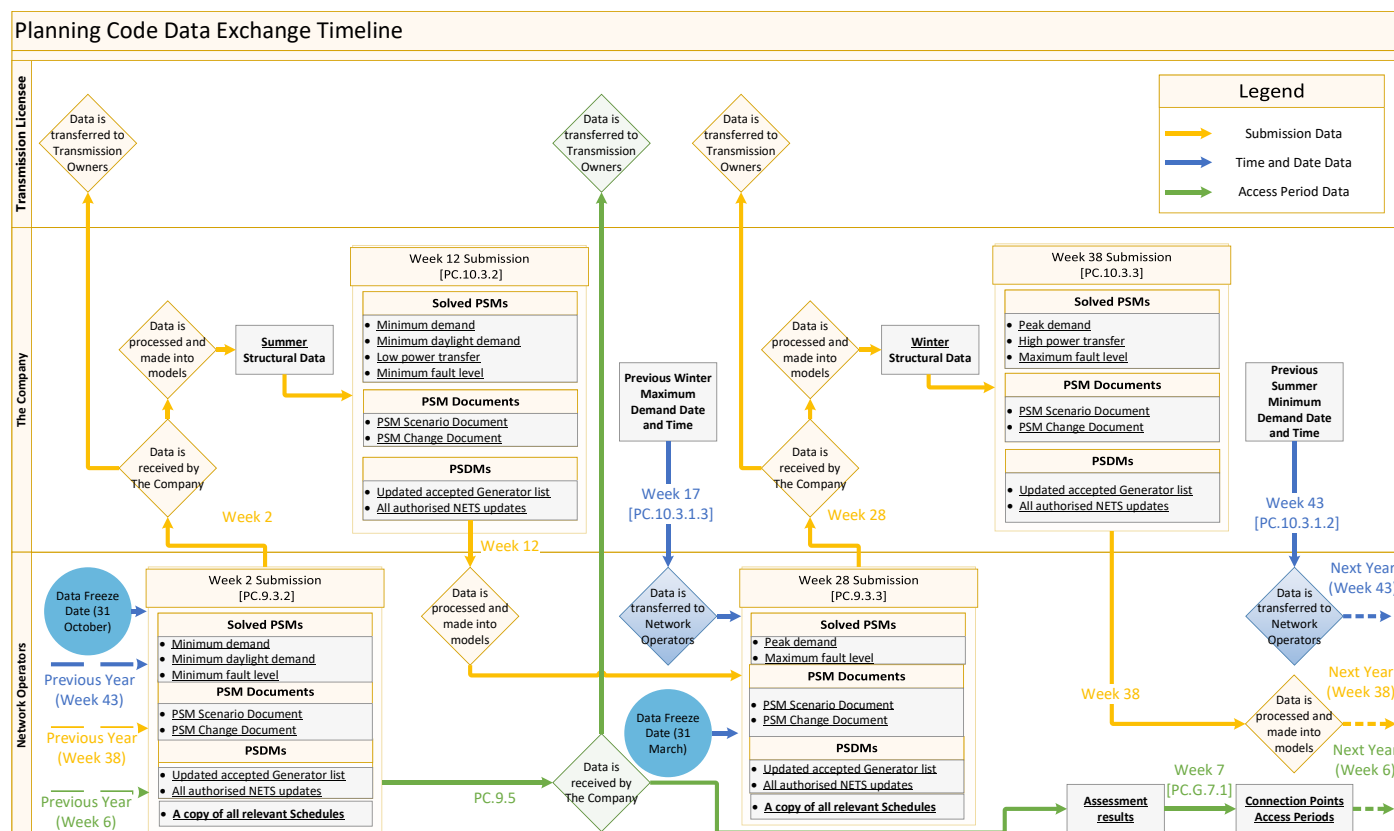 Planning Code Data Exchange Timeline
Transmission Licensee
Data is
transferred to
Transmission
Owners
Data is
transferred to
Transmission
Owners
Data is
transferred to
Transmission
Owners
Legend
Submission Data
Time and Date Data
Access Period Data
The Company
Data is
processed and
made into
models
Summer
Structural Data
Data is
received by
The Company
Week 2
Week 12 Submission
[PC.10.3.2]
Solved PSMs
• Minimum demand
• Minimum daylight demand
• Low power transfer
• Minimum fault level
PSM Documents
• PSM Scenario Document
• PSM Change Document
PSDMs
• Updated accepted Generator list
• All authorised NETS updates
Week 12
Previous Winter
Maximum
Demand Date
and Time
Week 17
[PC.10.3.1.3]
Data is
processed and
made into
models
Winter
Structural Data
Data is
received by
The Company
Week 28
Week 38 Submission
[PC.10.3.3]
Solved PSMs
• Peak demand
• High power transfer
• Maximum fault level
PSM Documents
• PSM Scenario Document
• PSM Change Document
PSDMs
• Updated accepted Generator list
• All authorised NETS updates
Previous
Summer
Minimum
Demand Date
and Time
Week 43
[PC.10.3.1.2]
Network Operators
Data Freeze
Date (31
October)
Previous Year
(Week 43)
Previous Year
(Week 38)
Previous Year
(Week 6)
Week 2 Submission
[PC.9.3.2]
Solved PSMs
• Minimum demand
• Minimum daylight demand
• Minimum fault level
PSM Documents
• PSM Scenario Document
• PSM Change Document
PSDMs
• Updated accepted Generator list
• All authorised NETS updates
• A copy of all relevant Schedules
Data is
processed and
made into
models
PC.9.5
Data is
received by
The Company
Data is
transferred to
Network
Operators
Data Freeze
Date (31
March)
Week 28 Submission
[PC.9.3.3]
Solved PSMs
• Peak demand
• Maximum fault level
PSM Documents
• PSM Scenario Document
• PSM Change Document
PSDMs
• Updated accepted Generator list
• All authorised NETS updates
• A copy of all relevant Schedules
Week 38
Data is
transferred to
Network
Operators
Next Year
(Week 43)
Data is
processed and
made into
models
Next Year
(Week 38)
Next Year
(Week 6)
Assessment
results
Week 7
[PC.G.7.1]
Connection Points
Access Periods